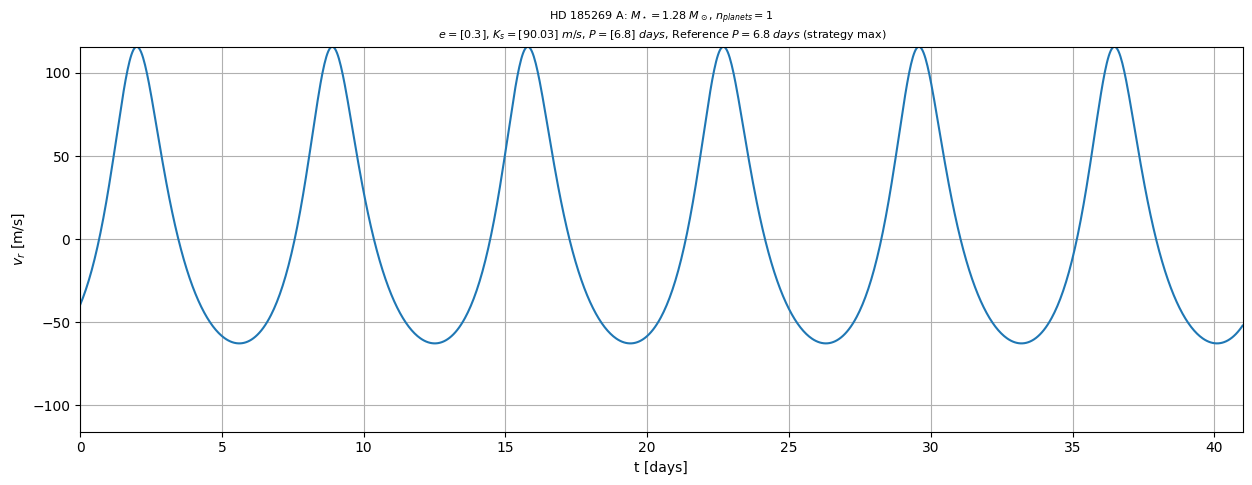 HD 185269 A: $M_\star = 1.28\ M_\odot$, $n_{planets} = 1$
$e = [0.3]$, $K_s = [90.03]\ m/s$, $P = [6.8]\ days$, Reference $P = 6.8\ days$ (strategy max)
100
50
0
−50
−100
$v_r$ [m/s]
0 5 10 15 20 25 30 35 40
t [days]